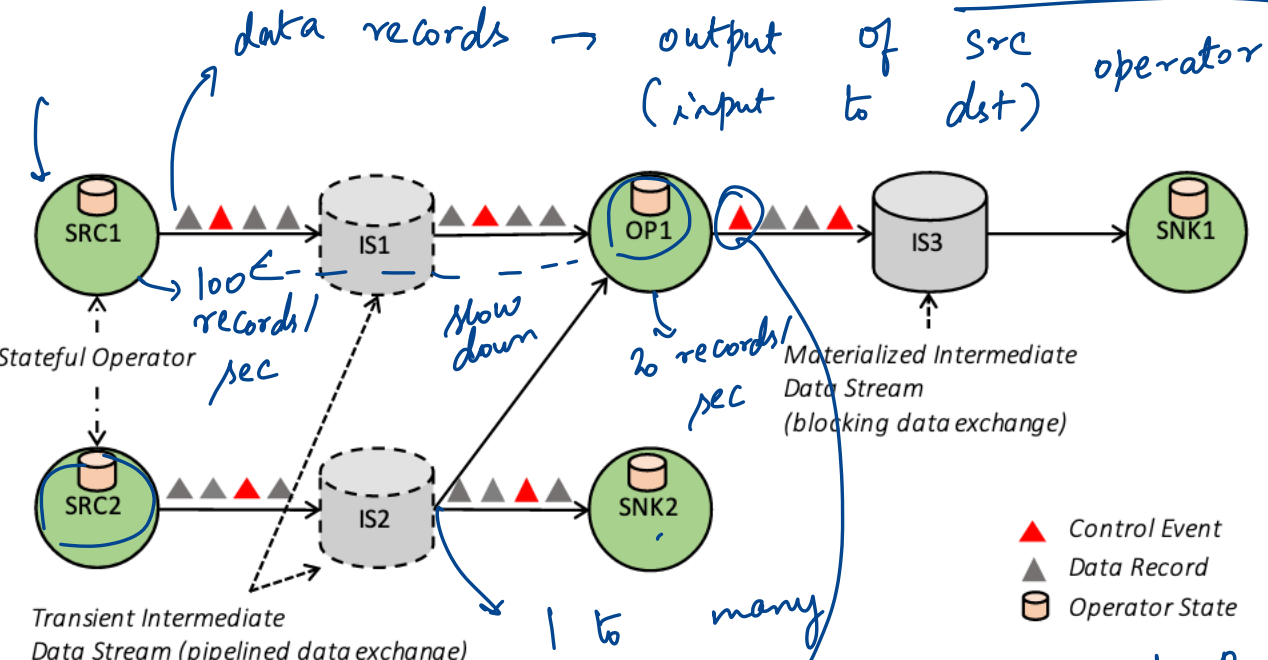 data records → output of src operator
(input to dst)
SRC1
IS1
OP1
IS3
SNK1
100
records/
sec
slow
down
20 records/
sec
Stateful Operator
Materialized Intermediate
Data Stream
(blocking data exchange)
SRC2
IS2
SNK2
Control Event
Data Record
Operator State
1 to many
Transient Intermediate
Data Stream (pipelined data exchange)